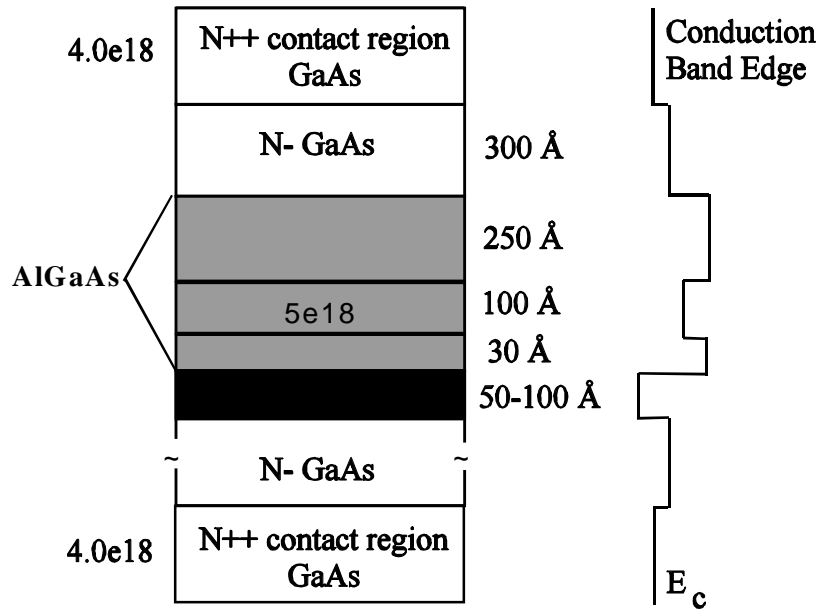 4.0e18
N++ contact region
GaAs
Conduction
Band Edge
N- GaAs
300 Å
250 Å
AlGaAs
5e18
100 Å
30 Å
50-100 Å
~
~
N- GaAs
4.0e18
N++ contact region
GaAs
E c